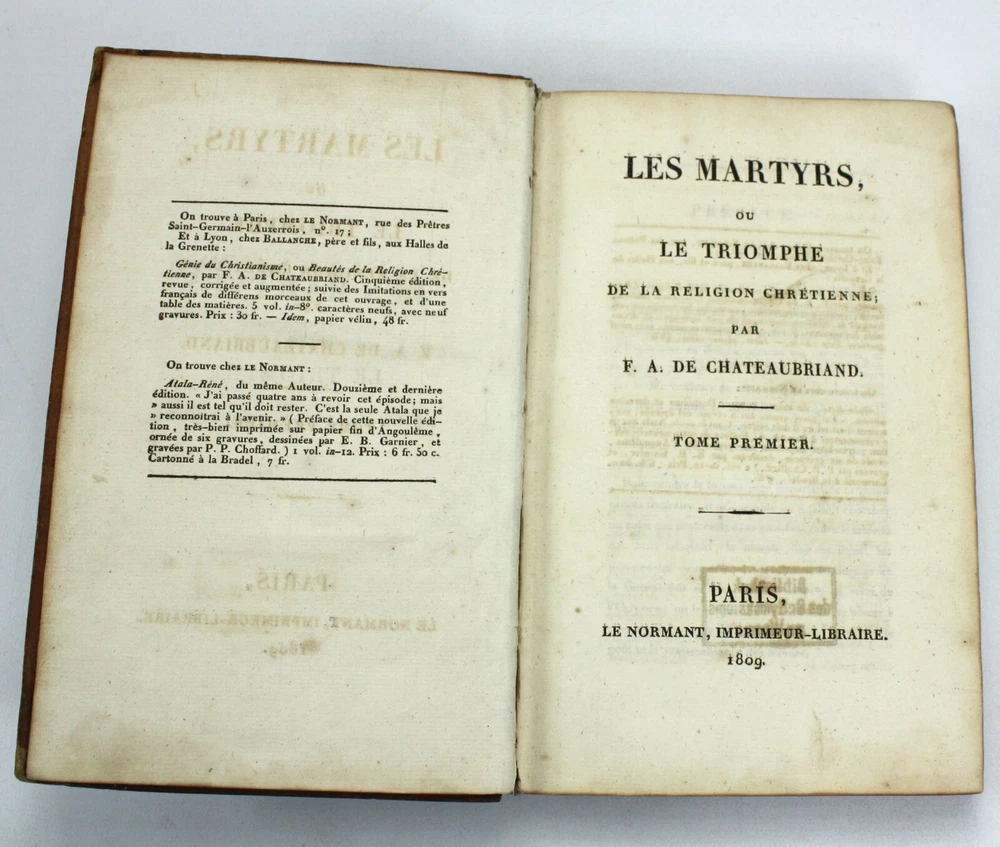 On trouve à Paris, chez LE NORMANT, rue des Prêtres
Saint-Germain-l'Auxerrois, n°. 17;
Et à Lyon, chez BALLANCHE, père et fils, aux Halles de
la Grenette :
Génie du Christianisme, ou Beautés de la Religion Chré-
tienne, par F. A. DE CHATEAUBRIAND. Cinquième édition,
revue, corrigée et augmentée; suivie des Imitations en vers
français de différens morceaux de cet ouvrage, et d'une
table des matières. 5 vol. in-8°. caractères neufs, avec neuf
gravures. Prix : 30 fr. — Idem, papier vélin, 48 fr.
On trouve chez LE NORMANT :
Atala-Réné, du même Auteur. Douzième et dernière
édition. « J'ai passé quatre ans à revoir cet épisode; mais
» aussi il est tel qu'il doit rester. C'est la seule Atala que je
» reconnoîtrai à l'avenir. » ( Préface de cette nouvelle édi-
tion, très-bien imprimée sur papier fin d'Angoulême,
ornée de six gravures, dessinées par E. B. Garnier, et
gravées par P. P. Choffard. ) 1 vol. in-12. Prix : 6 fr. 50 c.
Cartonné à la Bradel, 7 fr.
LES MARTYRS,
OU
LE TRIOMPHE
DE LA RELIGION CHRÉTIENNE;
PAR
F. A. DE CHATEAUBRIAND.
TOME PREMIER.
PARIS,
LE NORMANT, IMPRIMEUR-LIBRAIRE.
1809.